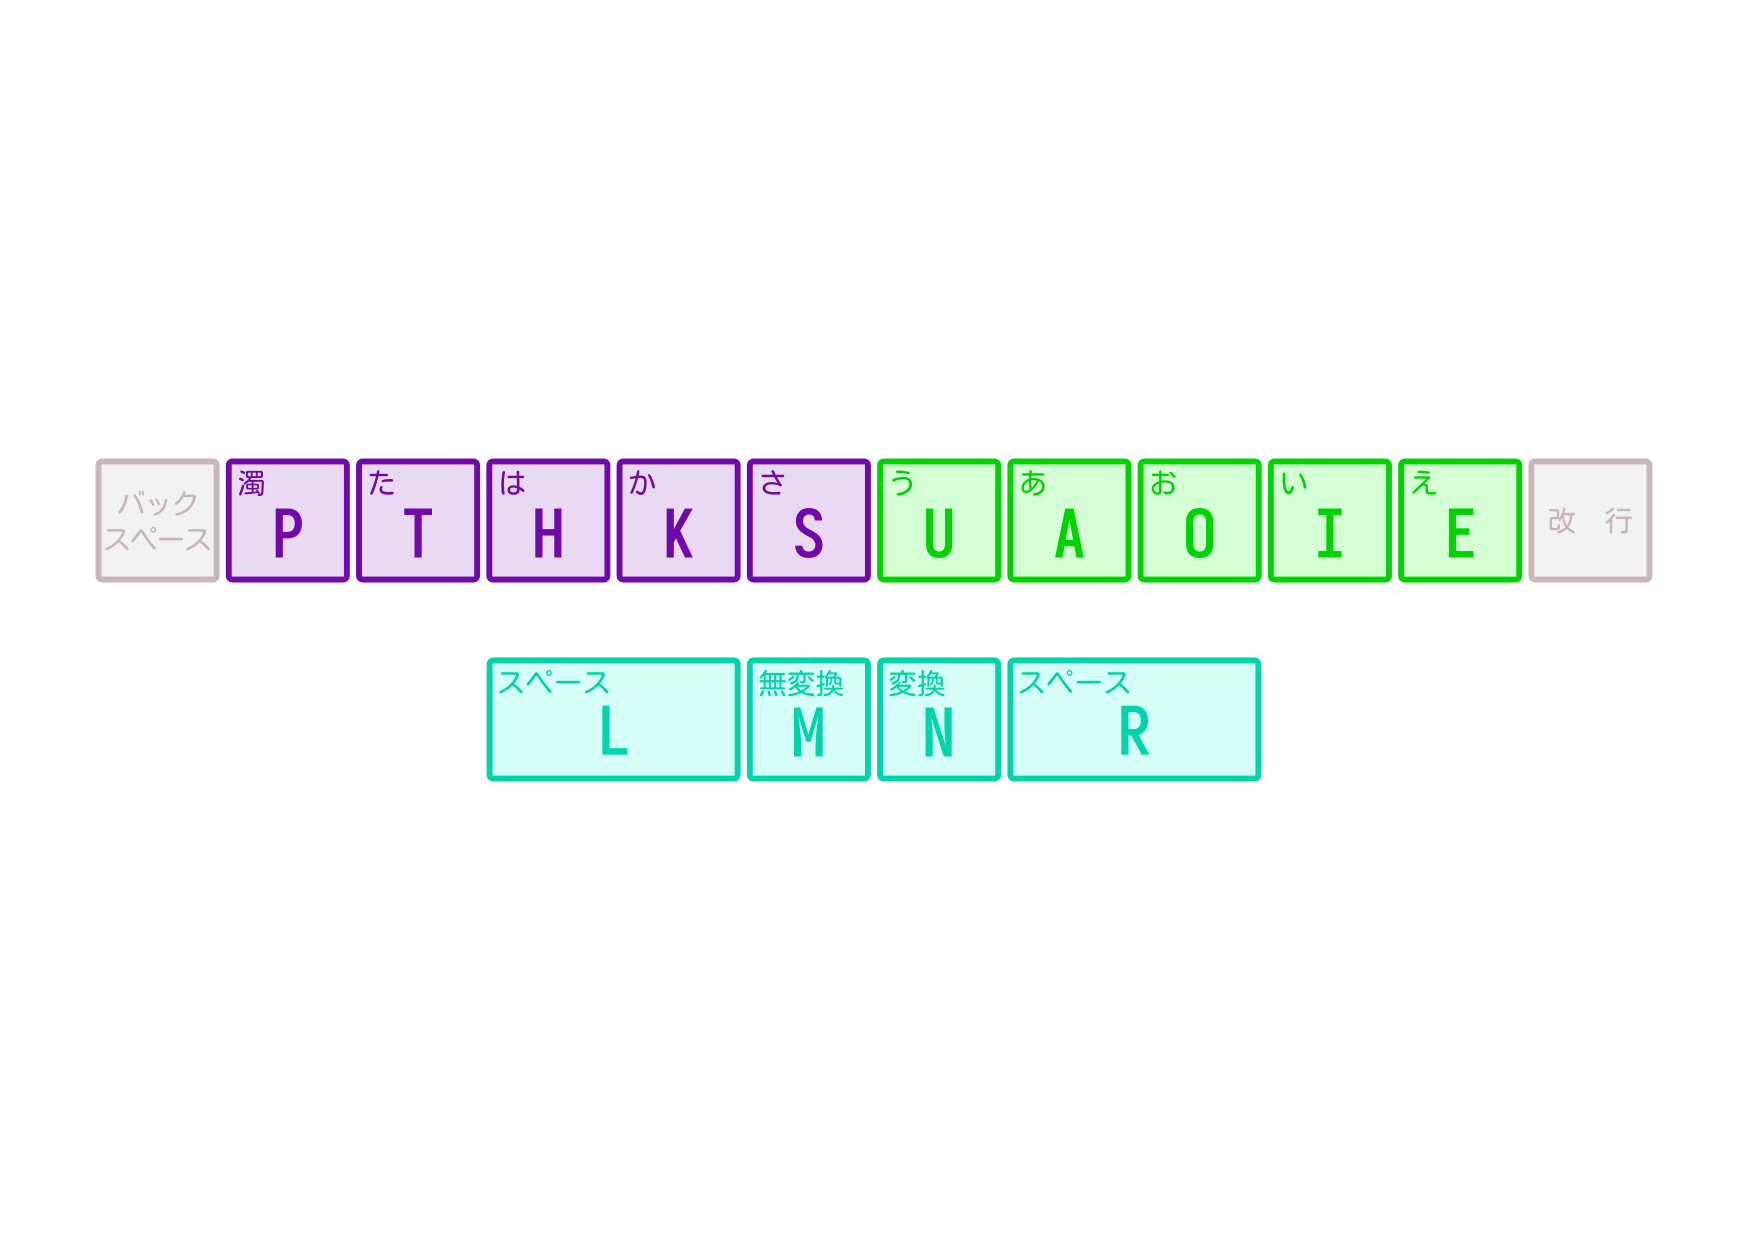 バック
スペース
濁 P
た T
は H
か K
さ S
う U
あ A
お O
い I
え E
改 行
スペース L
無変換 M
変換 N
スペース R